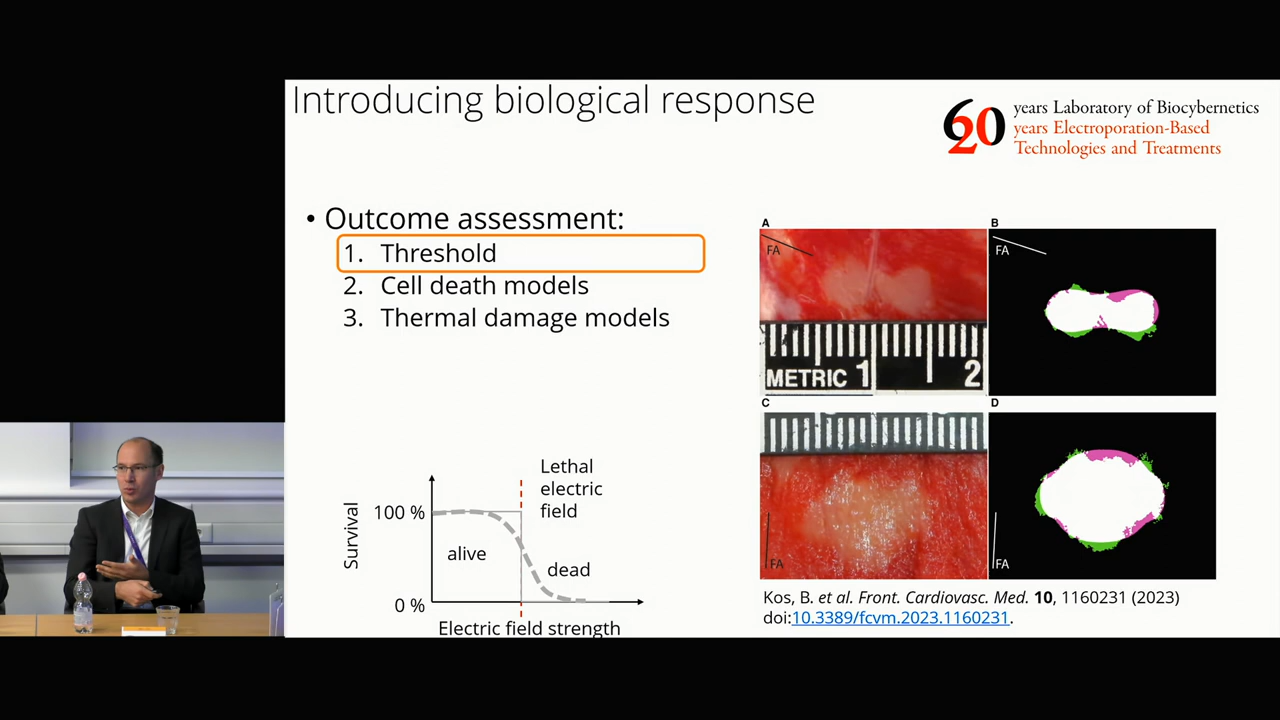 Introducing biological response
60
20
years Laboratory of Biocybernetics
years Electroporation-Based
Technologies and Treatments
• Outcome assessment:
1. Threshold
2. Cell death models
3. Thermal damage models
Survival
100 %
0 %
alive
dead
Lethal
electric
field
Electric field strength
A
FA
METRIC 1 2
B
FA
C
FA
D
FA
Kos, B. et al. Front. Cardiovasc. Med. 10, 1160231 (2023)
doi:10.3389/fcvm.2023.1160231.